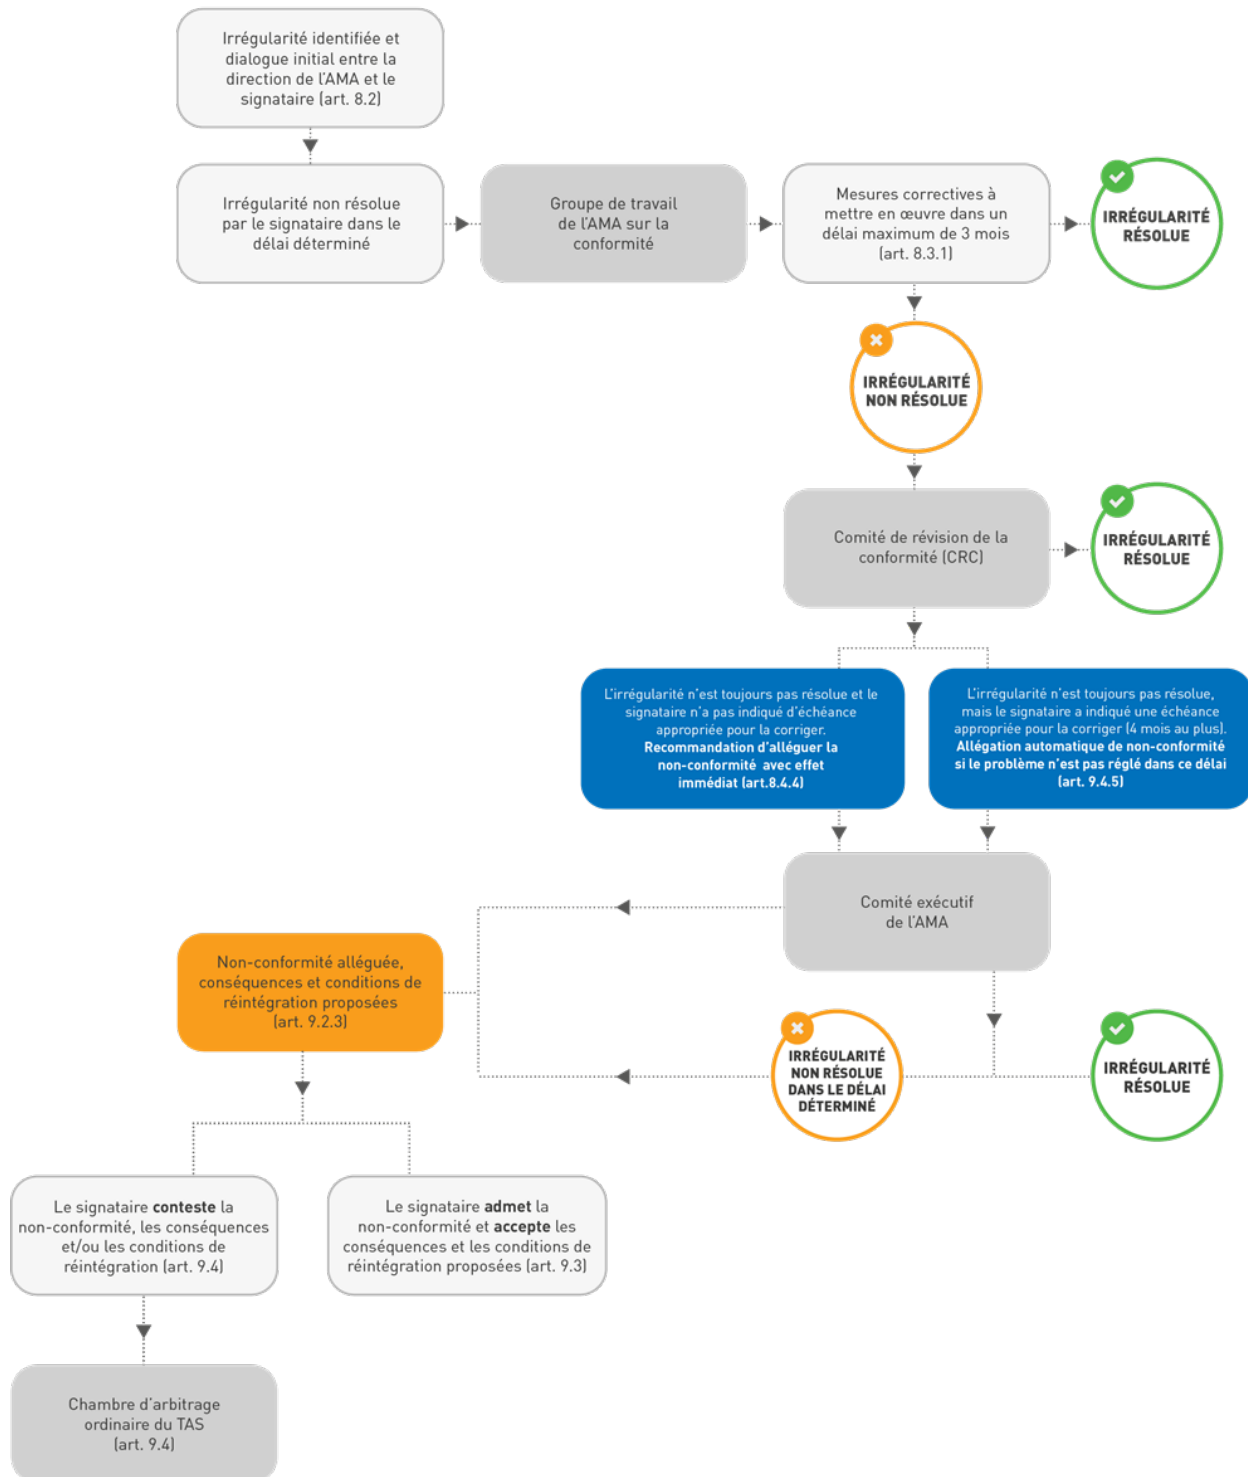 Irrégularité identifiée et
dialogue initial entre la
direction de l'AMA et le
signataire (art. 8.2)
Irrégularité non résolue
par le signataire dans le
délai déterminé
Groupe de travail
de l'AMA sur la
conformité
Mesures correctives à
mettre en œuvre dans un
délai maximum de 3 mois
(art. 8.3.1)
IRRÉGULARITÉ
RÉSOLUE
IRRÉGULARITÉ
NON RÉSOLUE
Comité de révision de la
conformité (CRC)
IRRÉGULARITÉ
RÉSOLUE
L'irrégularité n'est toujours pas résolue et le
signataire n'a pas indiqué d'échéance
appropriée pour la corriger.
Recommandation d'alléguer la
non-conformité avec effet
immédiat (art.8.4.4)
L'irrégularité n'est toujours pas résolue,
mais le signataire a indiqué une échéance
appropriée pour la corriger (4 mois au plus).
Allégation automatique de non-conformité
si le problème n'est pas réglé dans ce délai
(art. 9.4.5)
Comité exécutif
de l'AMA
Non-conformité alléguée,
conséquences et conditions de
réintégration proposées
(art. 9.2.3)
IRRÉGULARITÉ
NON RÉSOLUE
DANS LE DÉLAI
DÉTERMINÉ
IRRÉGULARITÉ
RÉSOLUE
Le signataire conteste la
non-conformité, les conséquences
et/ou les conditions de
réintégration (art. 9.4)
Le signataire admet la
non-conformité et accepte les
conséquences et les conditions de
réintégration proposées (art. 9.3)
Chambre d'arbitrage
ordinaire du TAS
(art. 9.4)